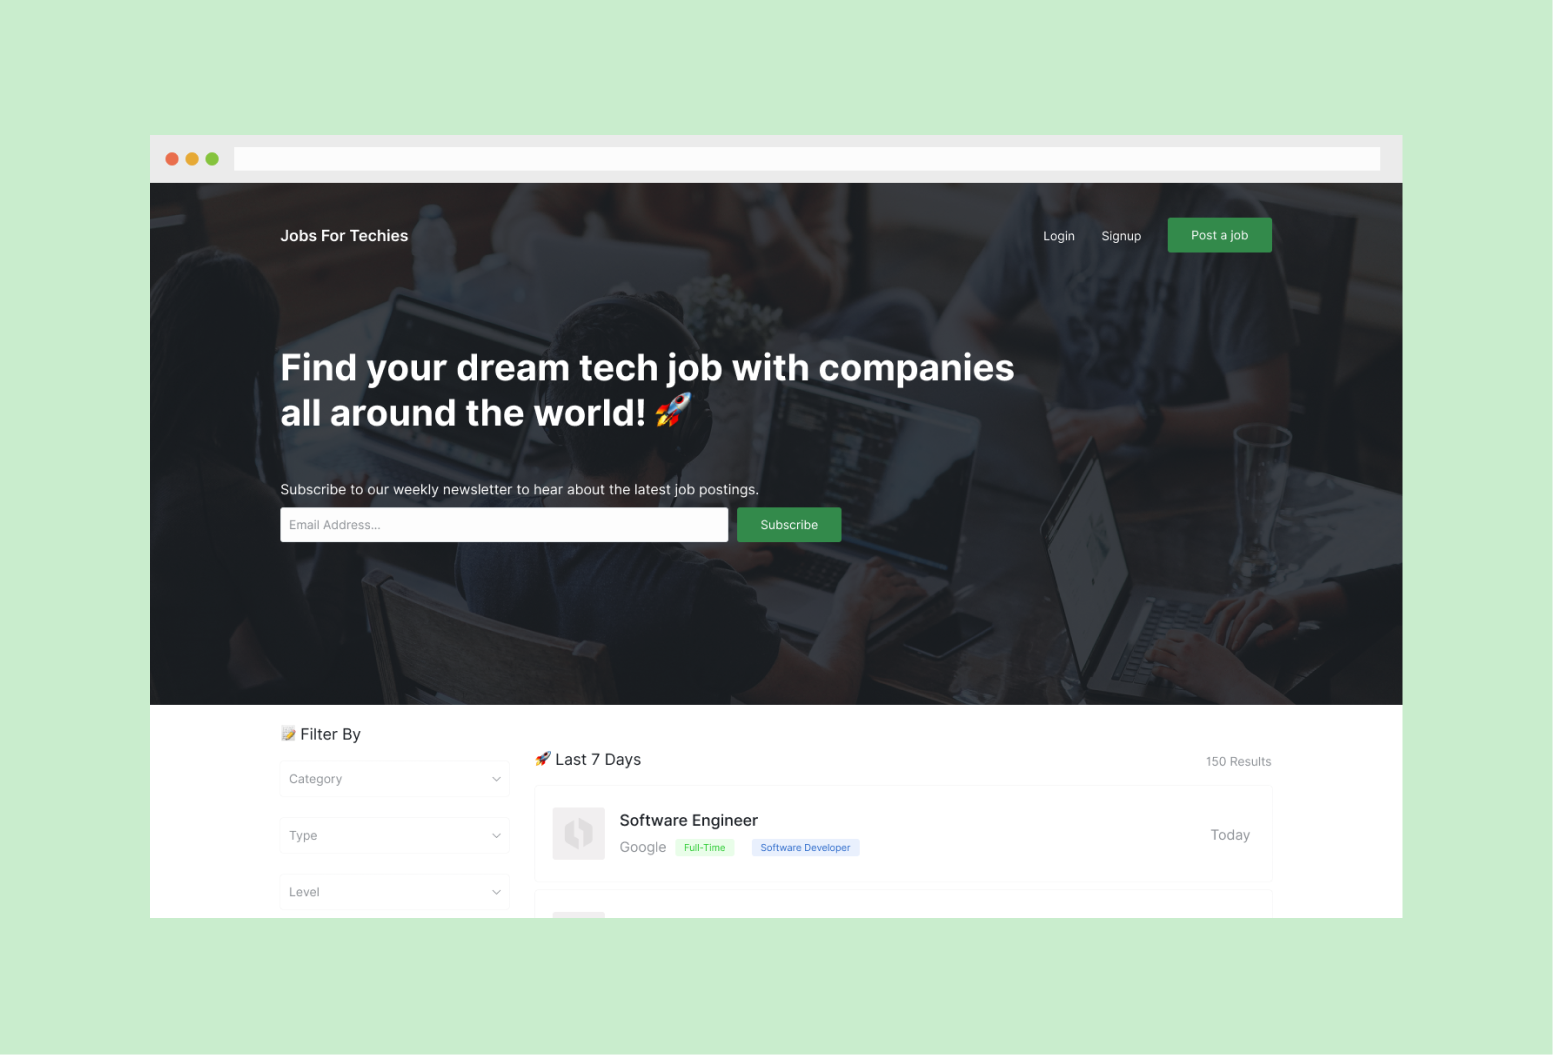 Jobs For Techies
Login
Signup
Post a job
Find your dream tech job with companies
all around the world! 🚀
Subscribe to our weekly newsletter to hear about the latest job postings.
Email Address...
Subscribe
📝 Filter By
Category
Type
Level
🚀 Last 7 Days
150 Results
Software Engineer
Google
Full-Time
Software Developer
Today